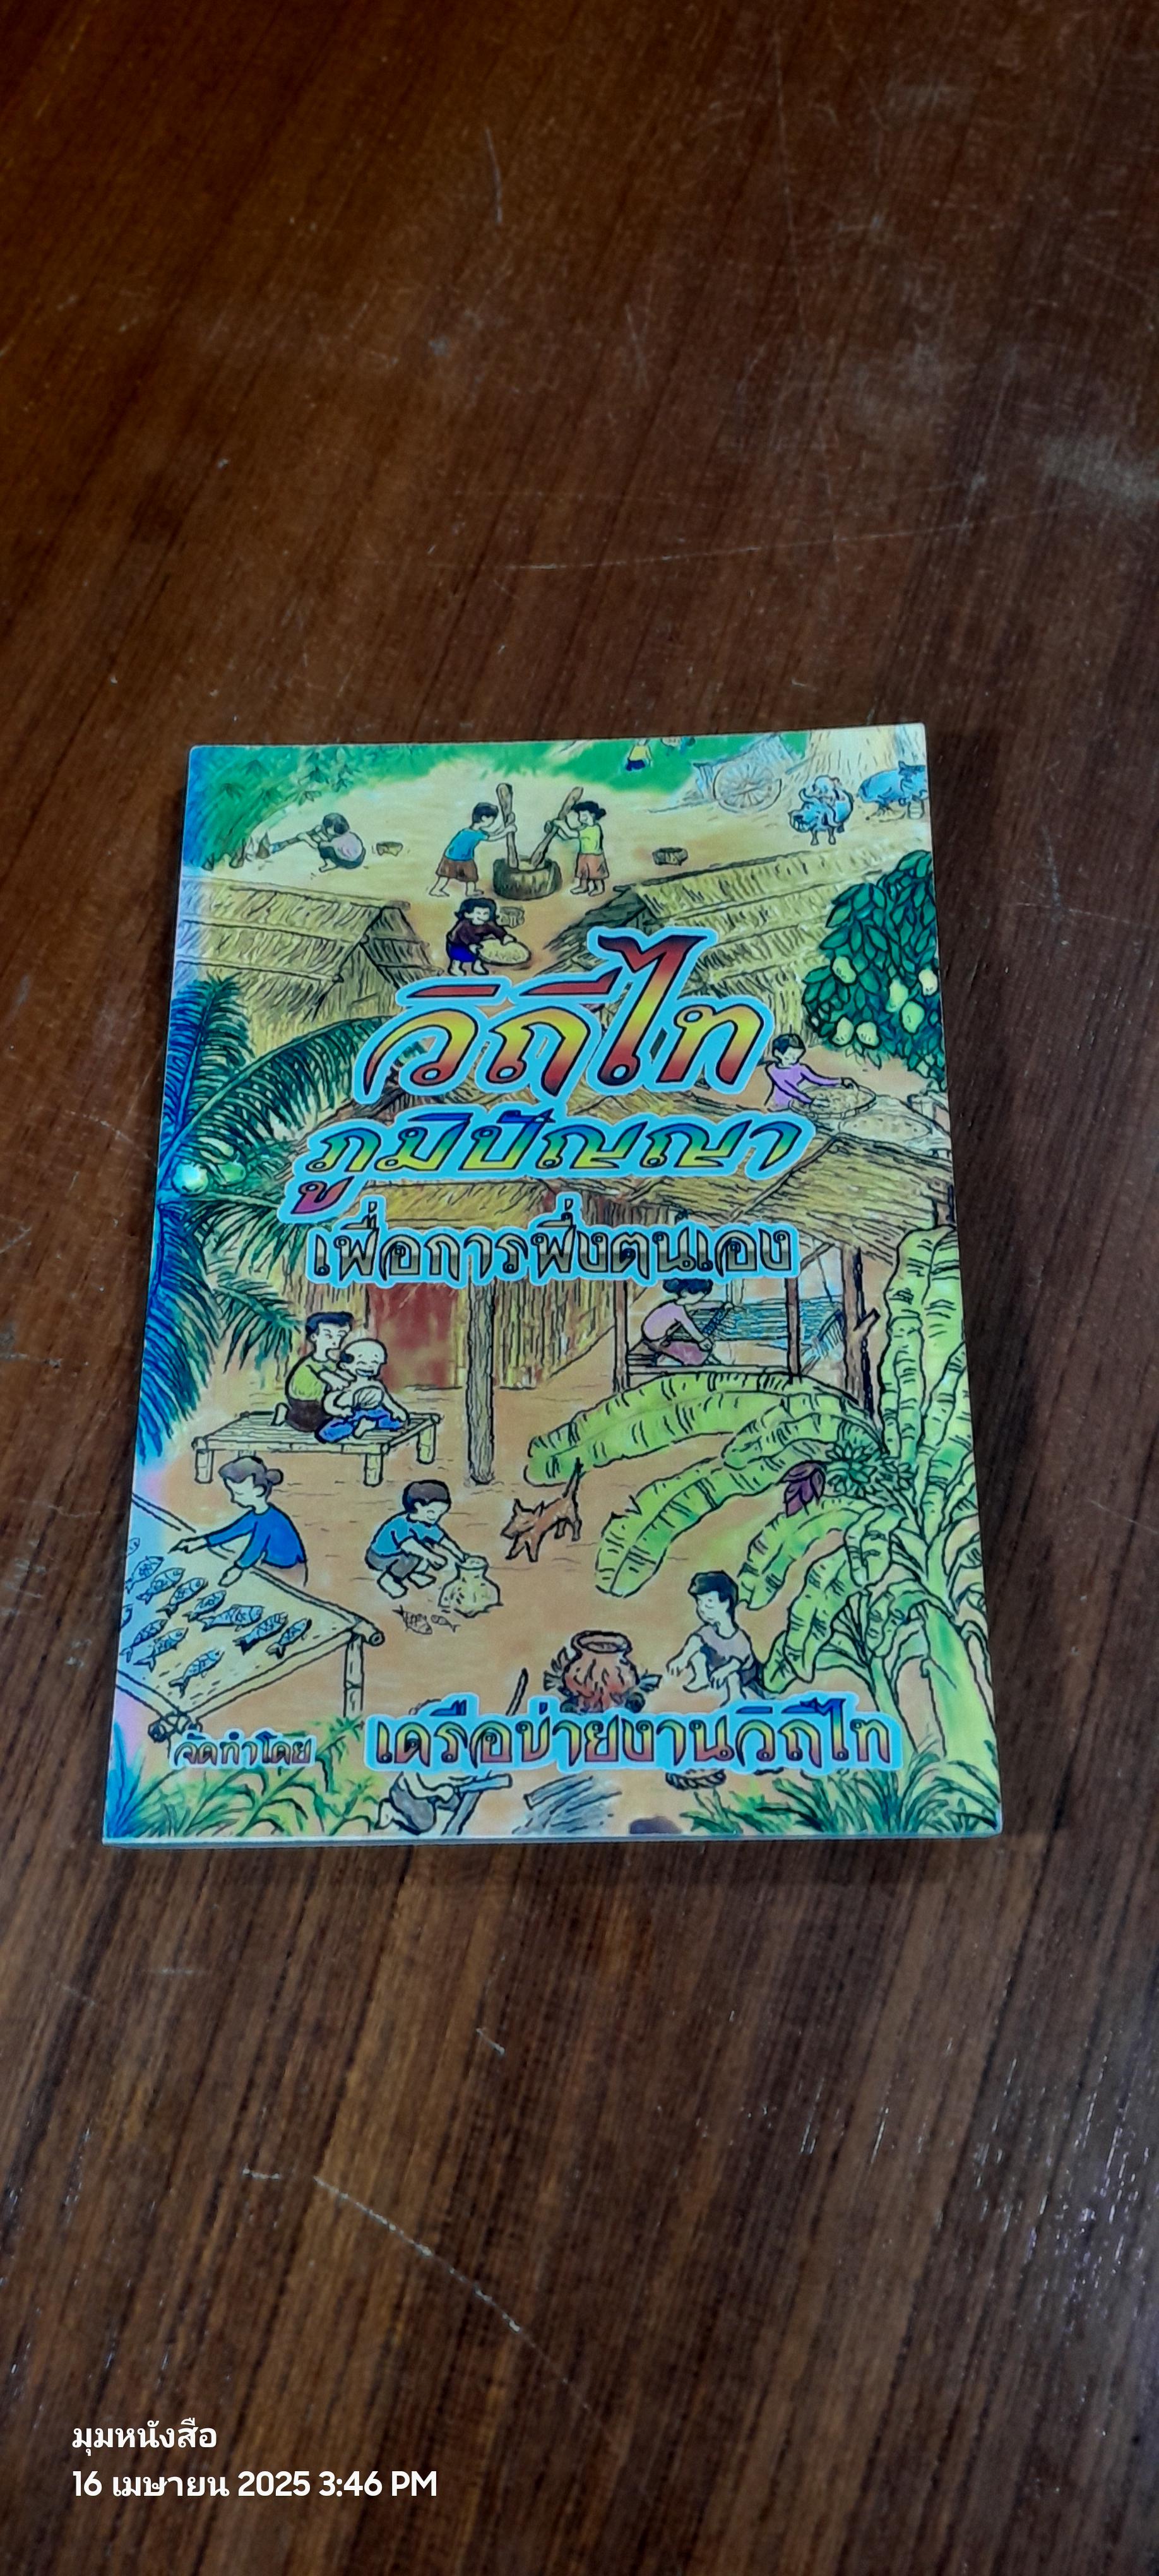 วิถีไท
ภูมิปัญญา
เพื่อการพึ่งตนเอง
จัดทำโดย เครือข่ายงานวิถีไท
มุมหนังสือ
16 เมษายน 2025 3:46 PM